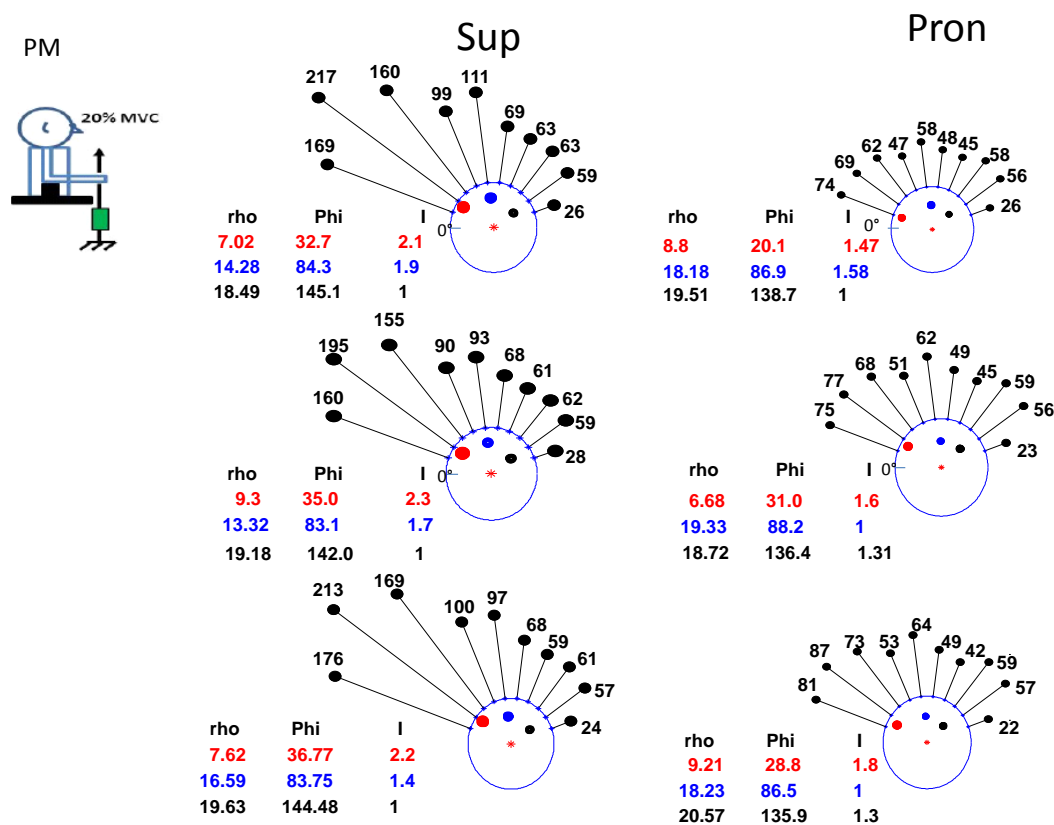 Sup
Pron
PM
20% MVC
217
160
111
99
69
63
63
59
26
169
0°
rho Phi I
7.02 32.7 2.1
14.28 84.3 1.9
18.49 145.1 1
58
48
45
47
62
69
74
58
56
26
0°
rho Phi I
8.8 20.1 1.47
18.18 86.9 1.58
19.51 138.7 1
155
195
160
90
93
68
61
62
59
28
0°
rho Phi I
9.3 35.0 2.3
13.32 83.1 1.7
19.18 142.0 1
62
49
45
59
56
23
51
68
77
75
0°
rho Phi I
6.68 31.0 1.6
19.33 88.2 1
18.72 136.4 1.31
169
213
176
100
97
68
59
61
57
24
rho Phi I
7.62 36.77 2.2
16.59 83.75 1.4
19.63 144.48 1
64
49
42
59
57
22
53
73
87
81
rho Phi I
9.21 28.8 1.8
18.23 86.5 1
20.57 135.9 1.3